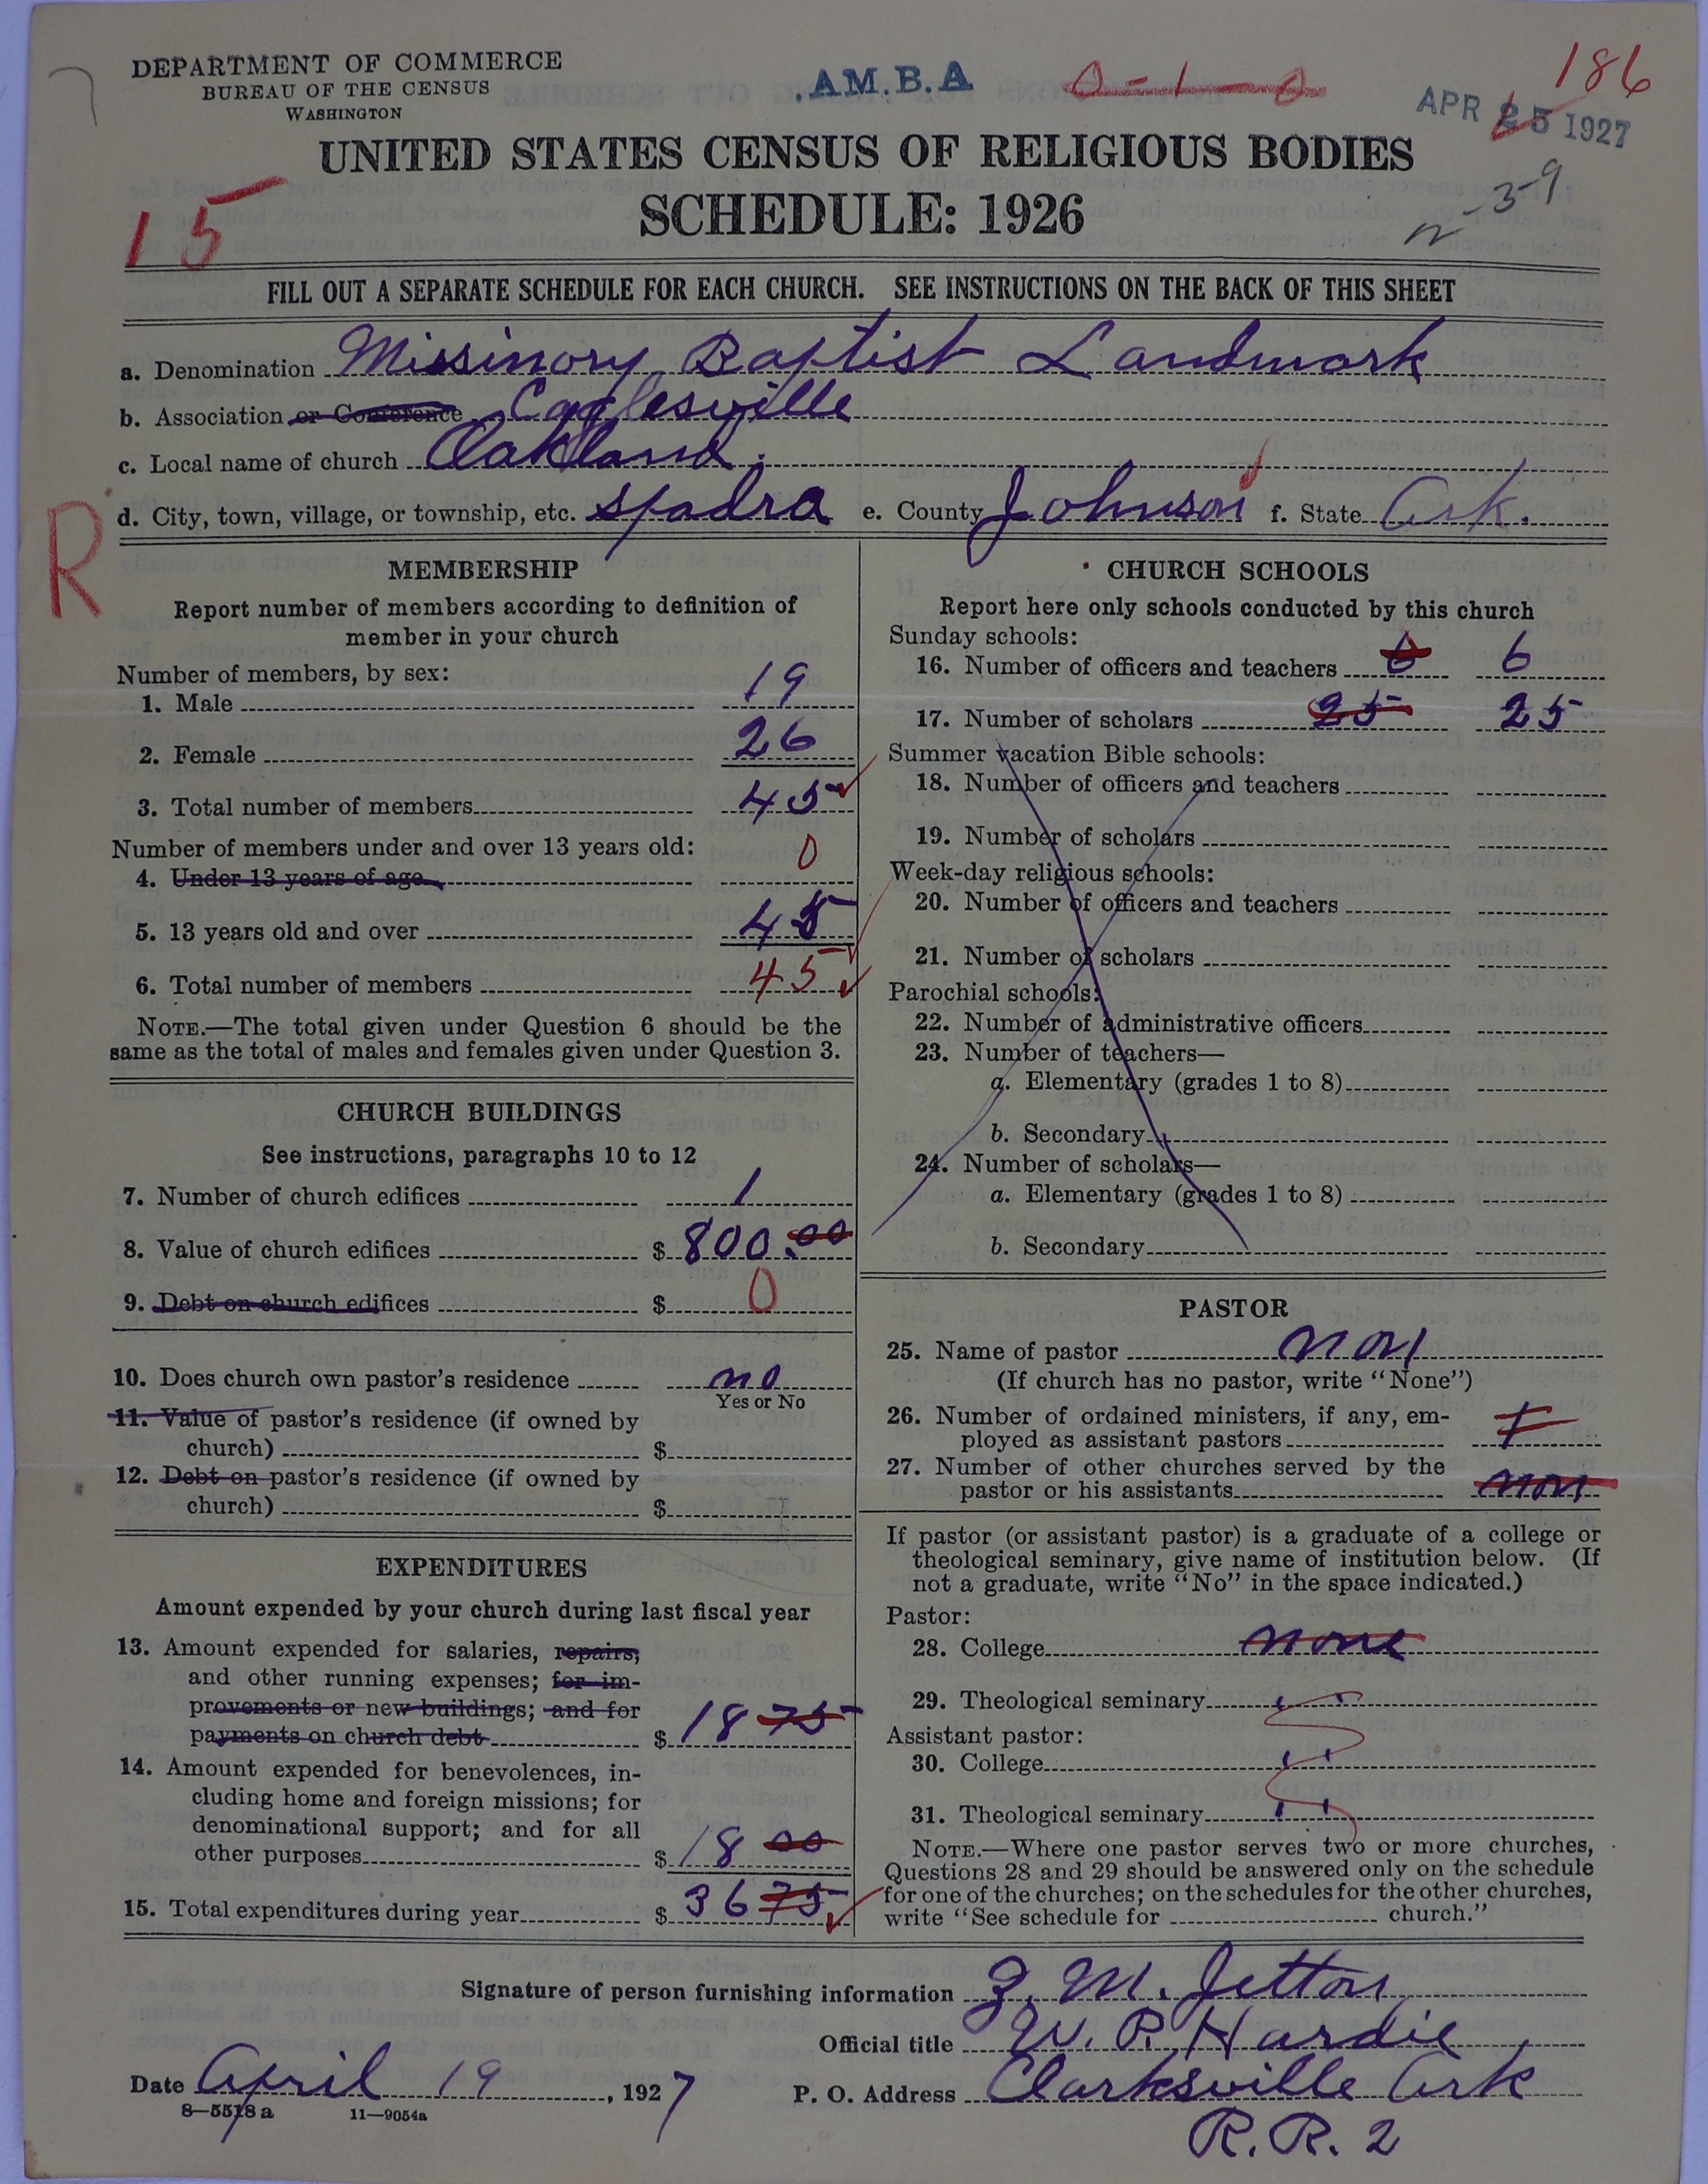 DEPARTMENT OF COMMERCE
BUREAU OF THE CENSUS
WASHINGTON
A.M.B.A
0-1-0
186
APR 25 1927
UNITED STATES CENSUS OF RELIGIOUS BODIES
SCHEDULE: 1926
15
3-9
FILL OUT A SEPARATE SCHEDULE FOR EACH CHURCH. SEE INSTRUCTIONS ON THE BACK OF THIS SHEET
a. Denomination Missinory Baptist Landmark
b. Association or Conference
c. Local name of church Oakland.
d. City, town, village, or township, etc. Spadra e. County Johnson f. State Ark.
R
MEMBERSHIP
Report number of members according to definition of
member in your church
Number of members, by sex:
1. Male 19
2. Female 26
3. Total number of members 45
Number of members under and over 13 years old:
4. Under 13 years of age 0
5. 13 years old and over 45
6. Total number of members 45
NOTE.—The total given under Question 6 should be the
same as the total of males and females given under Question 3.
CHURCH BUILDINGS
See instructions, paragraphs 10 to 12
7. Number of church edifices 1
8. Value of church edifices $ 800.00
9. Debt on church edifices $ 0
10. Does church own pastor's residence no
Yes or No
11. Value of pastor's residence (if owned by
church) $
12. Debt on pastor's residence (if owned by
church) $
EXPENDITURES
Amount expended by your church during last fiscal year
13. Amount expended for salaries, repairs,
and other running expenses; for im-
provements or new buildings; and for
payments on church debt $ 18 75
14. Amount expended for benevolences, in-
cluding home and foreign missions; for
denominational support; and for all
other purposes $ 18 00
15. Total expenditures during year $ 36 75
CHURCH SCHOOLS
Report here only schools conducted by this church
Sunday schools:
16. Number of officers and teachers 6 6
17. Number of scholars 25 25
Summer vacation Bible schools:
18. Number of officers and teachers
19. Number of scholars
Week-day religious schools:
20. Number of officers and teachers
21. Number of scholars
Parochial schools:
22. Number of administrative officers
23. Number of teachers—
a. Elementary (grades 1 to 8)
b. Secondary
24. Number of scholars—
a. Elementary (grades 1 to 8)
b. Secondary
PASTOR
25. Name of pastor non
(If church has no pastor, write "None")
26. Number of ordained ministers, if any, em-
ployed as assistant pastors 1
27. Number of other churches served by the
pastor or his assistants non
If pastor (or assistant pastor) is a graduate of a college or
theological seminary, give name of institution below. (If
not a graduate, write "No" in the space indicated.)
Pastor:
28. College none
29. Theological seminary " "
Assistant pastor:
30. College " "
31. Theological seminary " "
NOTE.—Where one pastor serves two or more churches,
Questions 28 and 29 should be answered only on the schedule
for one of the churches; on the schedules for the other churches,
write "See schedule for church."
Signature of person furnishing information Z. M. Jetton
Official title W. P. Hardie
Date April 19, 1927 P. O. Address Clarksville Ark
8—5518 a 11—9054a
R.R. 2